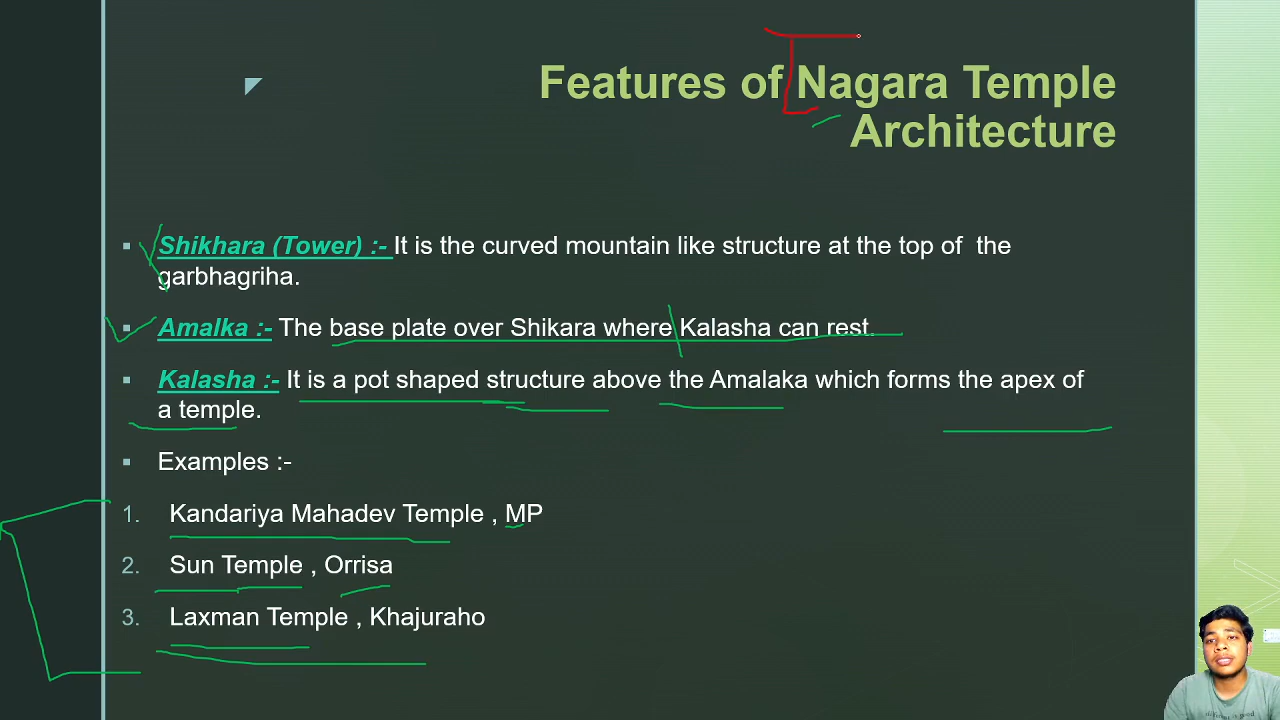 Features of Nagara Temple
Architecture
▪ Shikhara (Tower) :- It is the curved mountain like structure at the top of the
garbhagriha.
▪ Amalka :- The base plate over Shikara where Kalasha can rest.
▪ Kalasha :- It is a pot shaped structure above the Amalaka which forms the apex of
a temple.
▪ Examples :-
1. Kandariya Mahadev Temple , MP
2. Sun Temple , Orrisa
3. Laxman Temple , Khajuraho